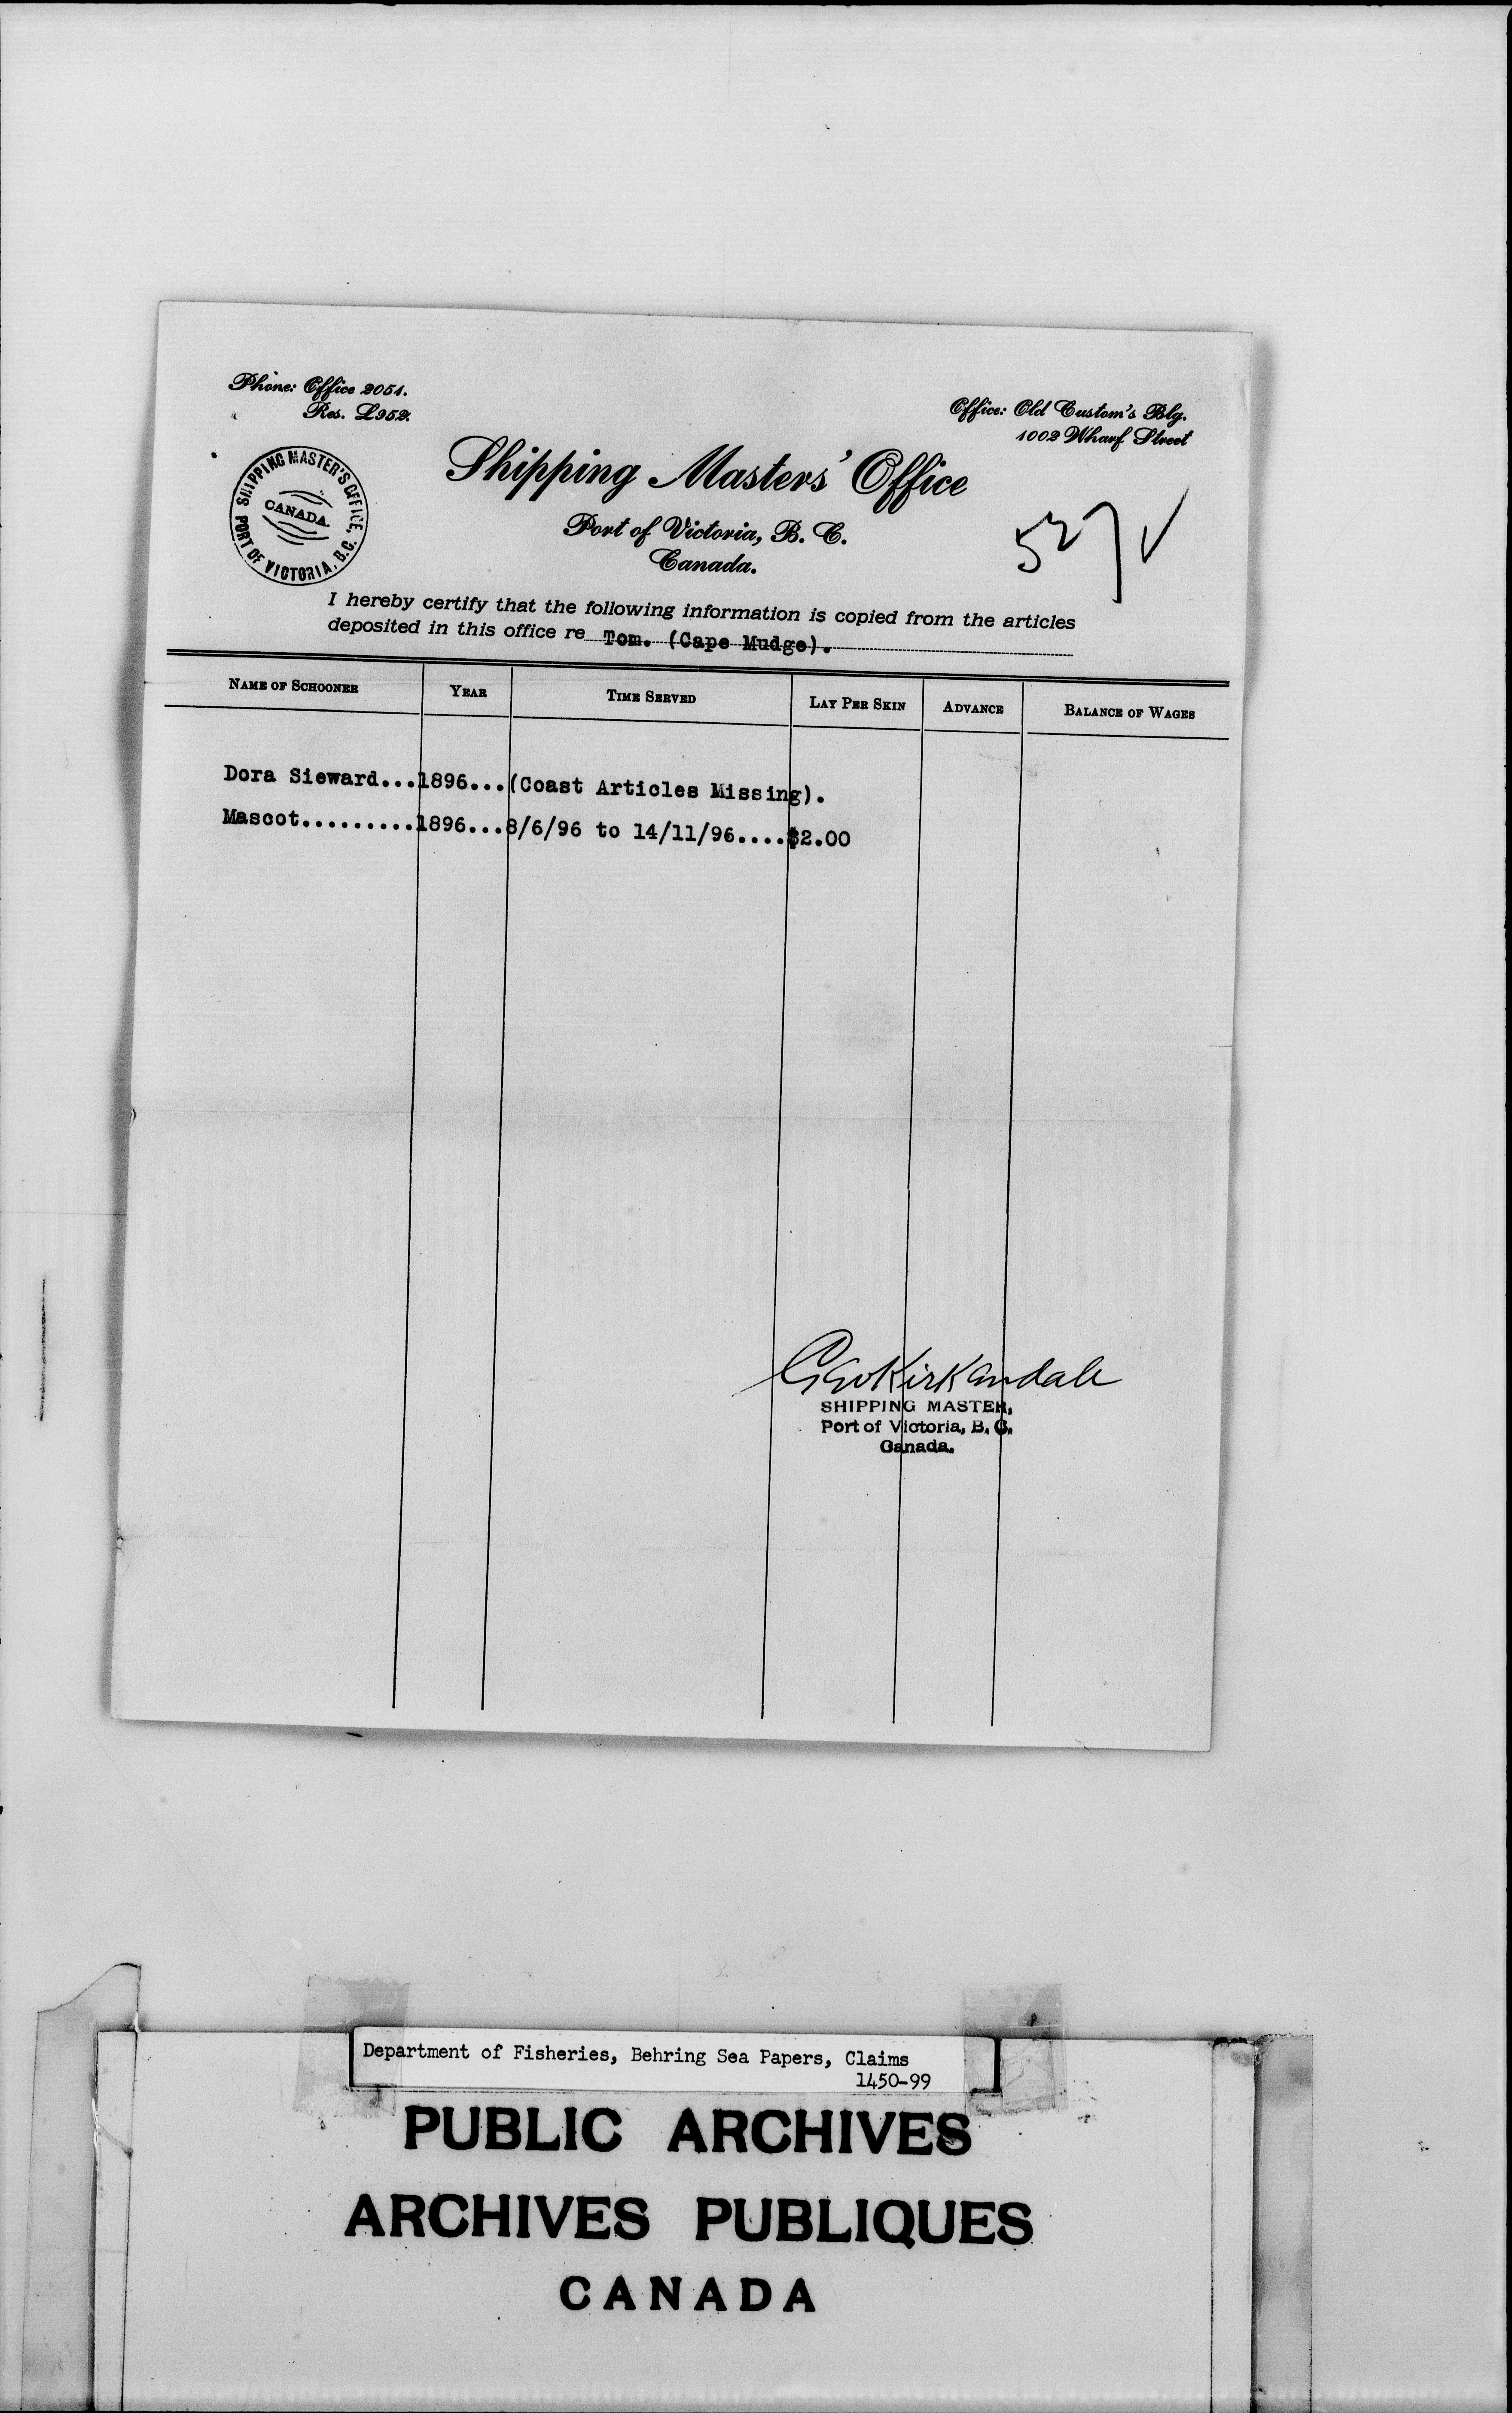 Phone: Office 2051.
Res. L952.
Office: Old Custom's Blg.
1002 Wharf Street
SHIPPING MASTER'S OFFICE,
CANADA.
PORT OF VICTORIA, B.C.
Shipping Masters' Office
Port of Victoria, B. C.
Canada.
527 ✓
I hereby certify that the following information is copied from the articles
deposited in this office re Tom. (Cape Mudge).
NAME OF SCHOONER YEAR TIME SERVED LAY PER SKIN ADVANCE BALANCE OF WAGES
Dora Sieward...1896...(Coast Articles Missing).
Mascot.........1896...8/6/96 to 14/11/96....$2.00
Geo Kirkendale
SHIPPING MASTER,
Port of Victoria, B. C.
Canada.
Department of Fisheries, Behring Sea Papers, Claims
1450-99
PUBLIC ARCHIVES
ARCHIVES PUBLIQUES
CANADA